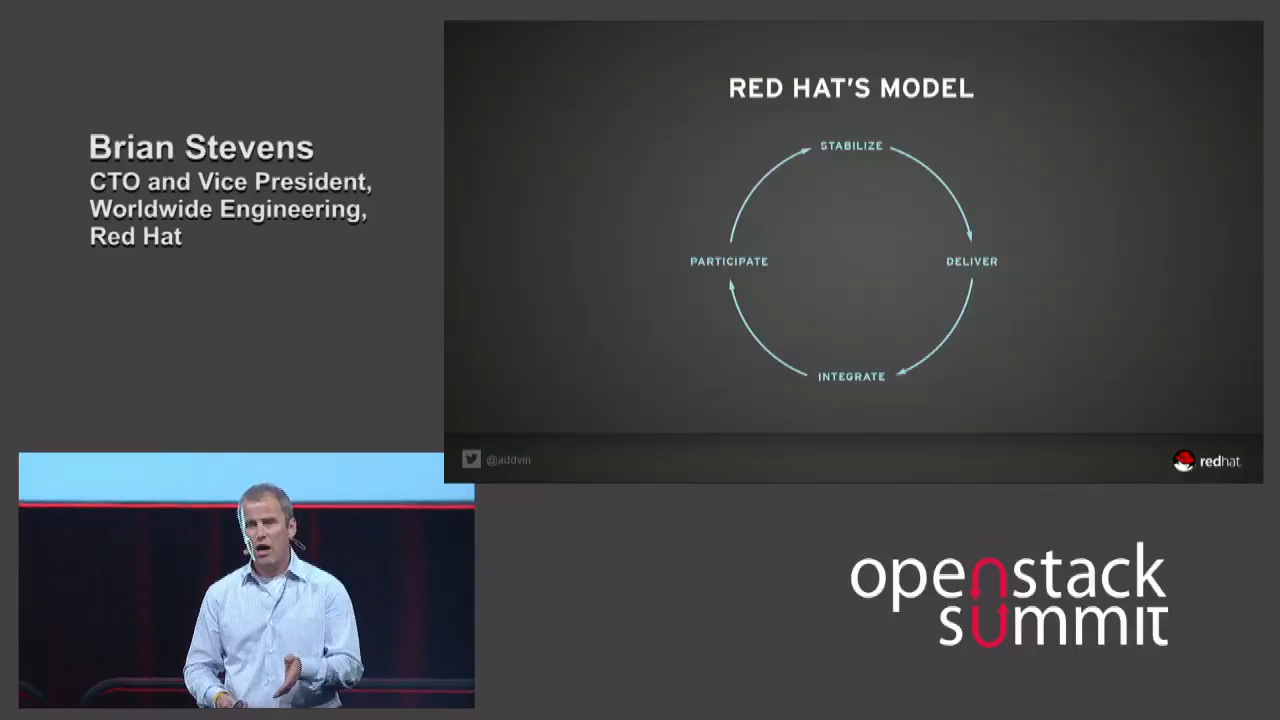 Brian Stevens
CTO and Vice President,
Worldwide Engineering,
Red Hat
RED HAT'S MODEL
STABILIZE
PARTICIPATE
DELIVER
INTEGRATE
@addvin
redhat.
openstack
summit